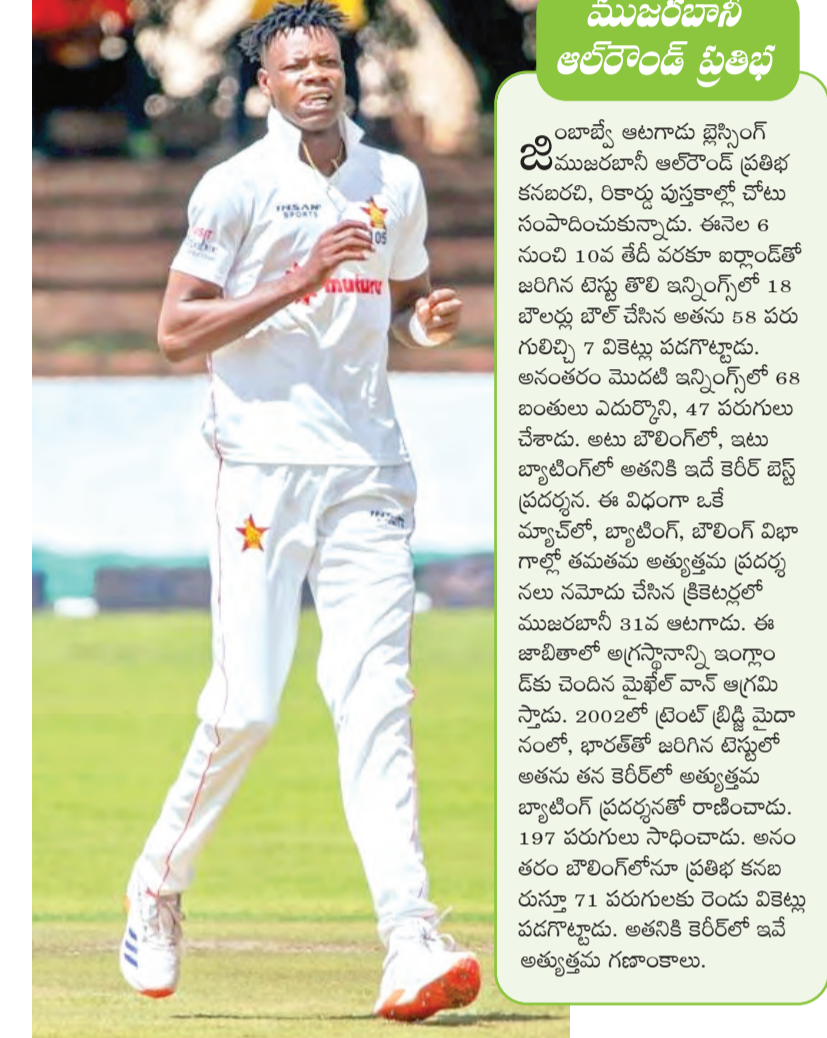 ముజరబానీ
ఆల్‌రౌండ్ ప్రతిభ
జింబాబ్వే ఆటగాడు బ్లెస్సింగ్
ముజరబానీ ఆల్‌రౌండ్ ప్రతిభ
కనబరచి, రికార్డు పుస్తకాల్లో చోటు
సంపాదించుకున్నాడు. ఈనెల 6
నుంచి 10వ తేదీ వరకూ ఐర్లాండ్‌తో
జరిగిన టెస్టు తొలి ఇన్నింగ్స్‌లో 18
బౌలర్లు బౌల్ చేసిన అతను 58 పరు
గులిచ్చి 7 వికెట్లు పడగొట్టాడు.
అనంతరం మొదటి ఇన్నింగ్స్‌లో 68
బంతులు ఎదుర్కొని, 47 పరుగులు
చేశాడు. అటు బౌలింగ్‌లో, ఇటు
బ్యాటింగ్‌లో అతనికి ఇదే కెరీర్ బెస్ట్
ప్రదర్శన. ఈ విధంగా ఒకే
మ్యాచ్‌లో, బ్యాటింగ్, బౌలింగ్ విభా
గాల్లో తమతమ అత్యుత్తమ ప్రదర్శ
నలు నమోదు చేసిన క్రికెటర్లలో
ముజరబానీ 31వ ఆటగాడు. ఈ
జాబితాలో అగ్రస్థానాన్ని ఇంగ్లాం
డ్‌కు చెందిన మైఖేల్ వాన్ ఆక్రమి
స్తాడు. 2002లో ట్రెంట్ బ్రిడ్జి మైదా
నంలో, భారత్‌తో జరిగిన టెస్టులో
అతను తన కెరీర్‌లో అత్యుత్తమ
బ్యాటింగ్ ప్రదర్శనతో రాణించాడు.
197 పరుగులు సాధించాడు. అనం
తరం బౌలింగ్‌లోనూ ప్రతిభ కనబ
రుస్తూ 71 పరుగులకు రెండు వికెట్లు
పడగొట్టాడు. అతనికి కెరీర్‌లో ఇవే
అత్యుత్తమ గణాంకాలు.
INSAN
SPORTS
105